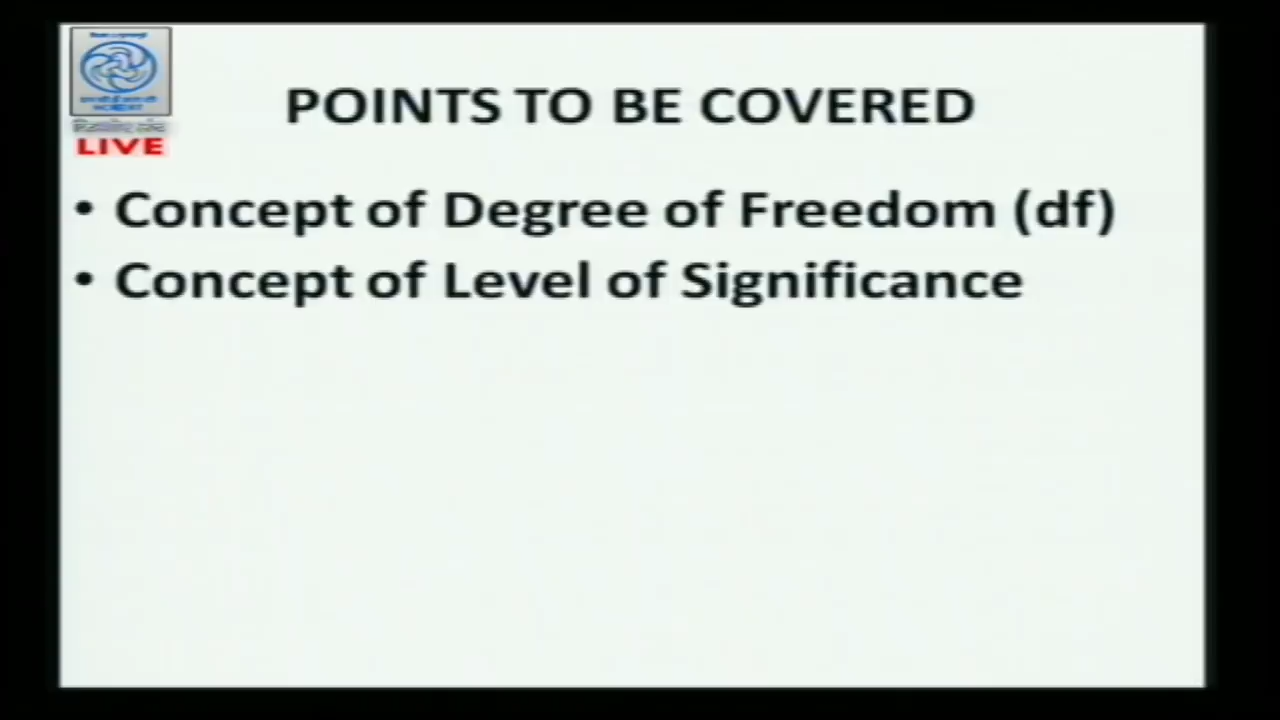 LIVE
POINTS TO BE COVERED
• Concept of Degree of Freedom (df)
• Concept of Level of Significance